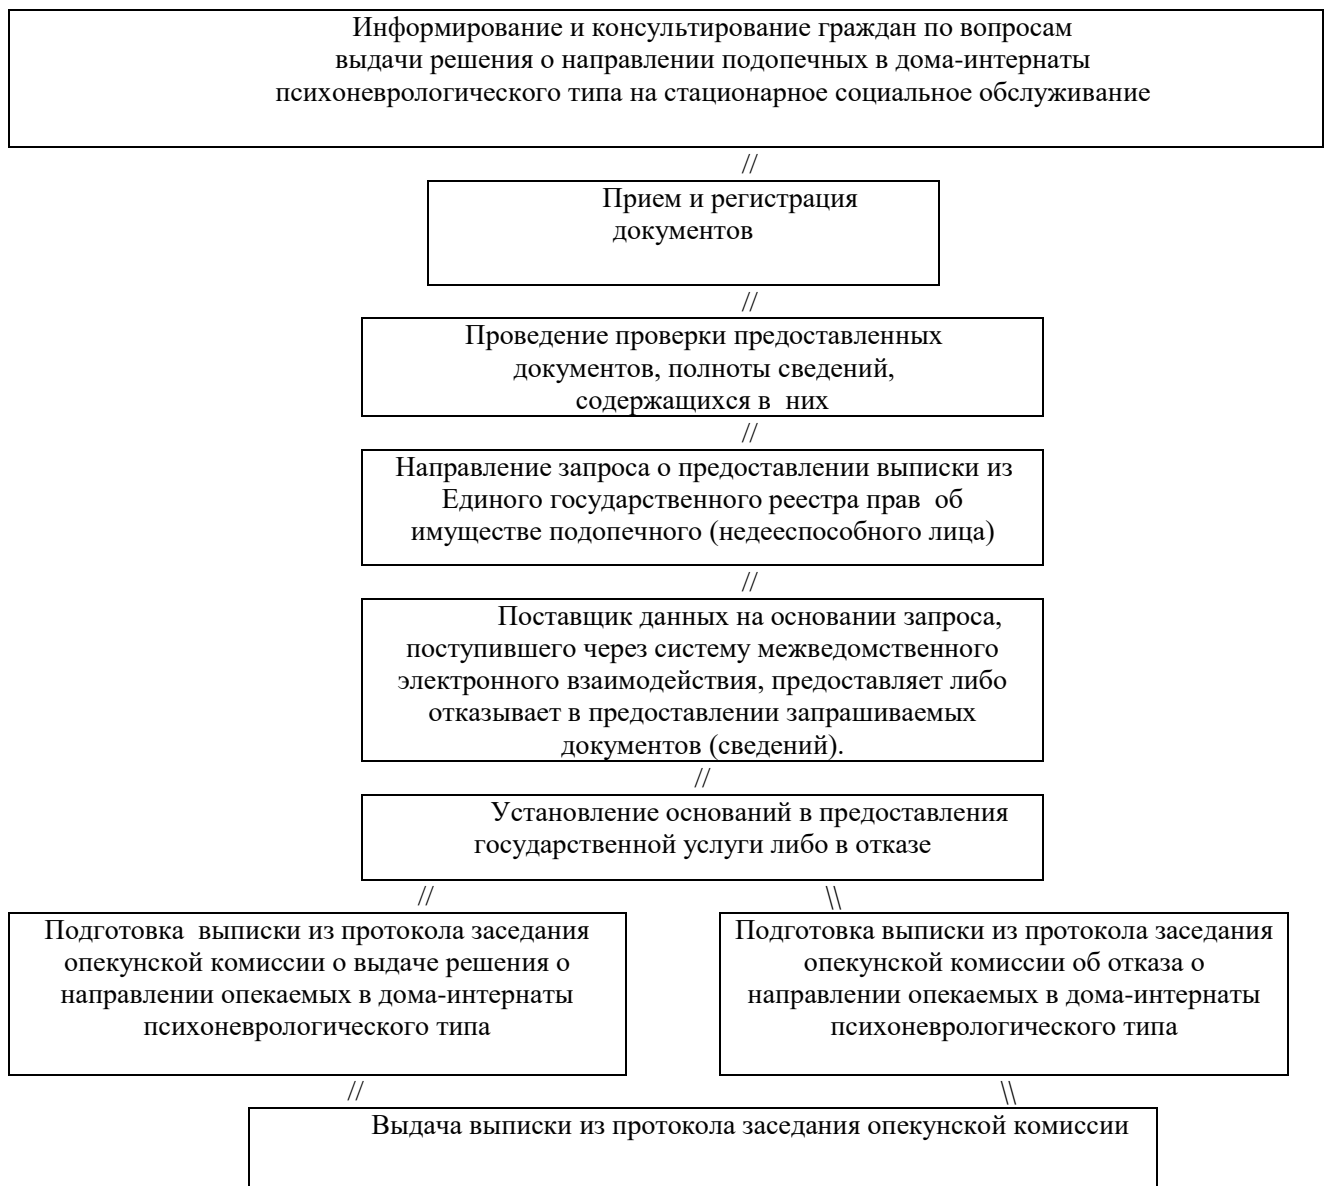 Информирование и консультирование граждан по вопросам
выдачи решения о направлении подопечных в дома-интернаты
психоневрологического типа на стационарное социальное обслуживание
//
Прием и регистрация
документов
//
Проведение проверки предоставленных
документов, полноты сведений,
содержащихся в них
//
Направление запроса о предоставлении выписки из
Единого государственного реестра прав об
имуществе подопечного (недееспособного лица)
//
Поставщик данных на основании запроса,
поступившего через систему межведомственного
электронного взаимодействия, предоставляет либо
отказывает в предоставлении запрашиваемых
документов (сведений).
//
Установление оснований в предоставления
государственной услуги либо в отказе
// \\
Подготовка выписки из протокола заседания
опекунской комиссии о выдаче решения о
направлении опекаемых в дома-интернаты
психоневрологического типа
Подготовка выписки из протокола заседания
опекунской комиссии об отказа о
направлении опекаемых в дома-интернаты
психоневрологического типа
// \\
Выдача выписки из протокола заседания опекунской комиссии